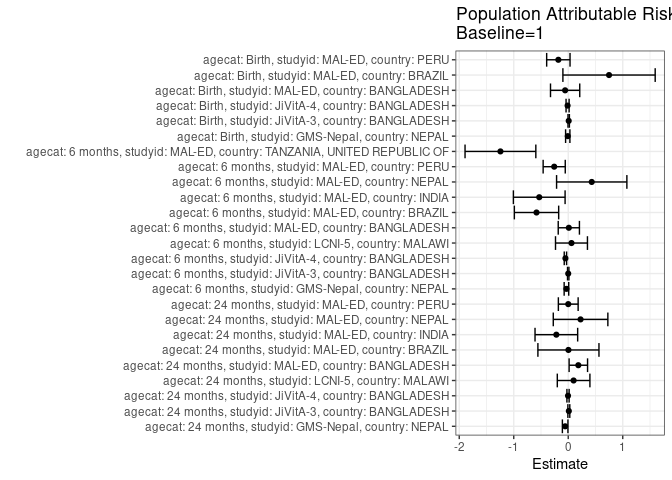 Population Attributable Risk
Baseline=1
agecat: Birth, studyid: MAL-ED, country: PERU
agecat: Birth, studyid: MAL-ED, country: BRAZIL
agecat: Birth, studyid: MAL-ED, country: BANGLADESH
agecat: Birth, studyid: JiVitA-4, country: BANGLADESH
agecat: Birth, studyid: JiVitA-3, country: BANGLADESH
agecat: Birth, studyid: GMS-Nepal, country: NEPAL
agecat: 6 months, studyid: MAL-ED, country: TANZANIA, UNITED REPUBLIC OF
agecat: 6 months, studyid: MAL-ED, country: PERU
agecat: 6 months, studyid: MAL-ED, country: NEPAL
agecat: 6 months, studyid: MAL-ED, country: INDIA
agecat: 6 months, studyid: MAL-ED, country: BRAZIL
agecat: 6 months, studyid: MAL-ED, country: BANGLADESH
agecat: 6 months, studyid: LCNI-5, country: MALAWI
agecat: 6 months, studyid: JiVitA-4, country: BANGLADESH
agecat: 6 months, studyid: JiVitA-3, country: BANGLADESH
agecat: 6 months, studyid: GMS-Nepal, country: NEPAL
agecat: 24 months, studyid: MAL-ED, country: PERU
agecat: 24 months, studyid: MAL-ED, country: NEPAL
agecat: 24 months, studyid: MAL-ED, country: INDIA
agecat: 24 months, studyid: MAL-ED, country: BRAZIL
agecat: 24 months, studyid: MAL-ED, country: BANGLADESH
agecat: 24 months, studyid: LCNI-5, country: MALAWI
agecat: 24 months, studyid: JiVitA-4, country: BANGLADESH
agecat: 24 months, studyid: JiVitA-3, country: BANGLADESH
agecat: 24 months, studyid: GMS-Nepal, country: NEPAL
-2 -1 0 1
Estimate